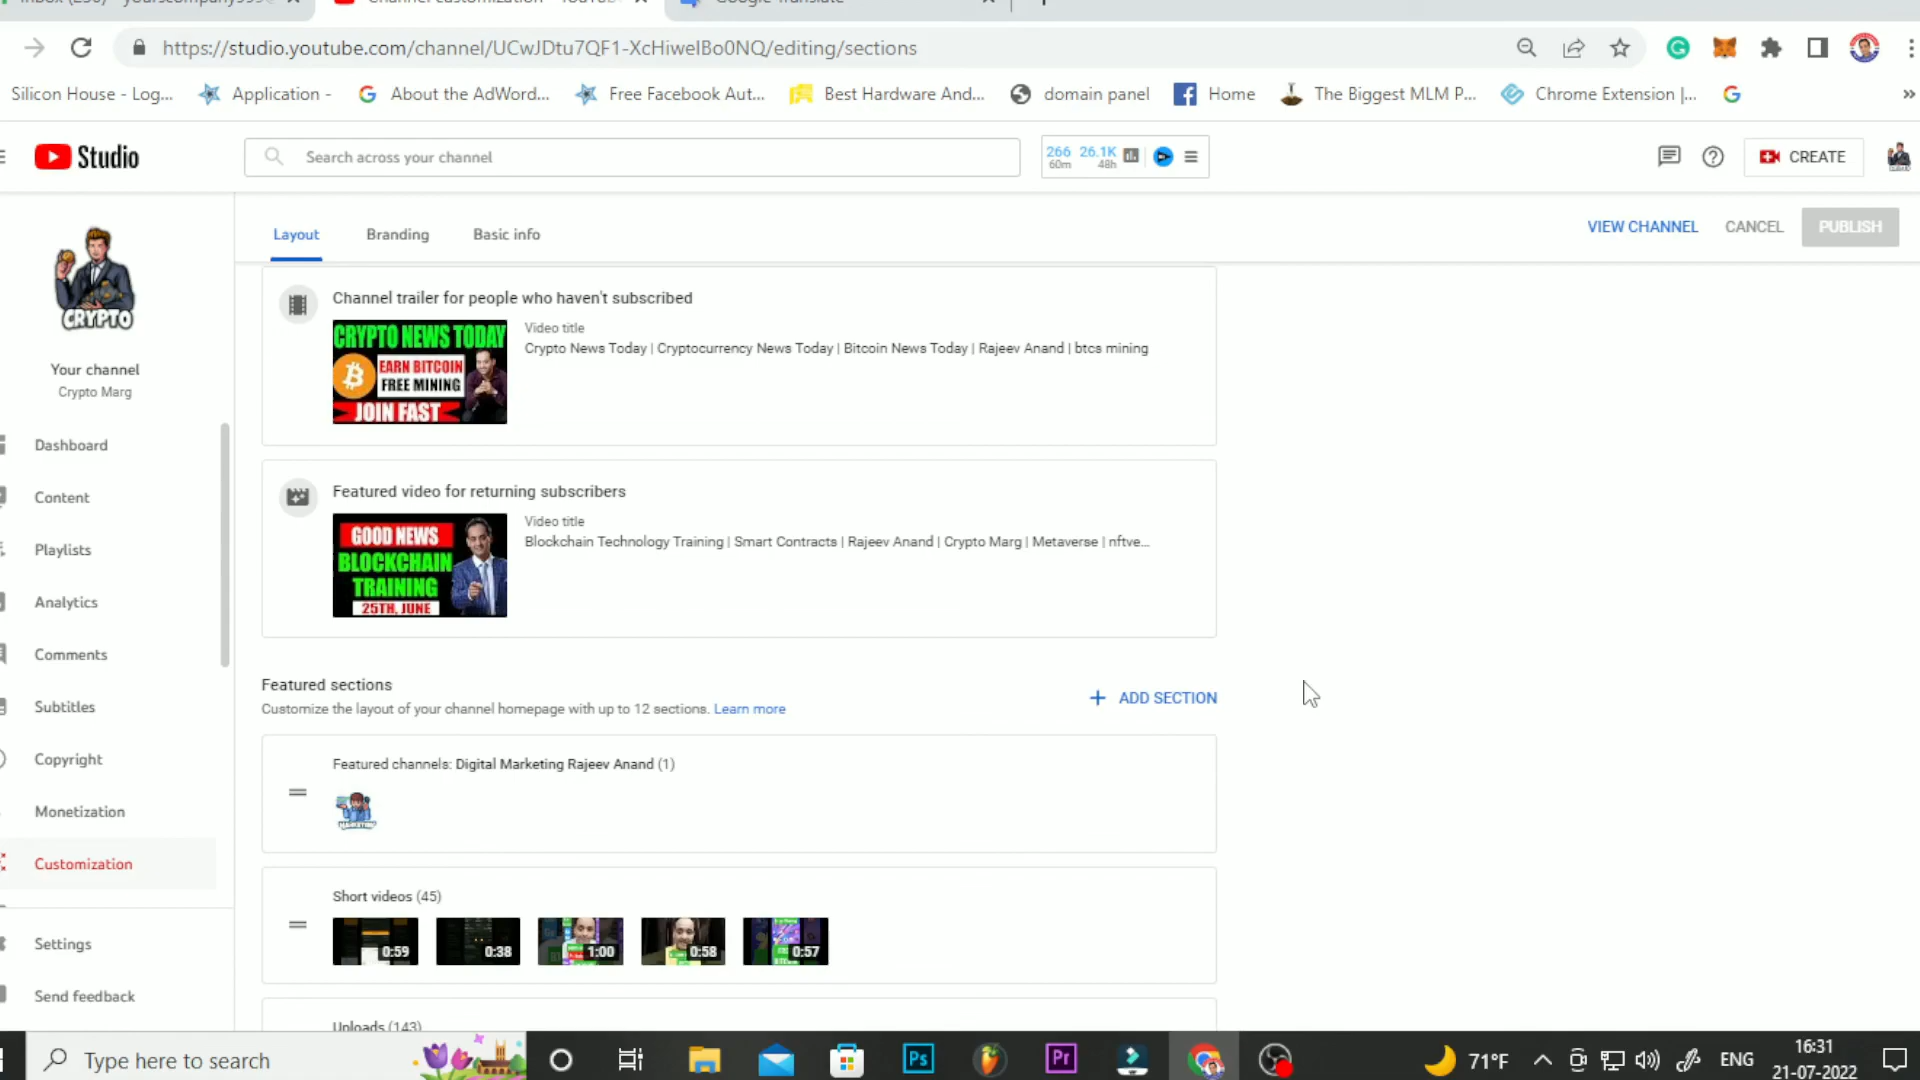 https://studio.youtube.com/channel/UCwJDtu7QF1-XcHiweIBo0NQ/editing/sections
Silicon House - Log...
Application -
About the AdWord...
Free Facebook Aut...
Best Hardware And...
domain panel
Home
The Biggest MLM P...
Chrome Extension |...
Studio
Search across your channel
266
60m
26.1K
48h
CREATE
Layout
Branding
Basic info
VIEW CHANNEL
CANCEL
PUBLISH
CRYPTO
Your channel
Crypto Marg
Dashboard
Content
Playlists
Analytics
Comments
Subtitles
Copyright
Monetization
Customization
Settings
Send feedback
Channel trailer for people who haven't subscribed
CRYPTO NEWS TODAY
EARN BITCOIN
FREE MINING
JOIN FAST
Video title
Crypto News Today | Cryptocurrency News Today | Bitcoin News Today | Rajeev Anand | btcs mining
Featured video for returning subscribers
GOOD NEWS
BLOCKCHAIN
TRAINING
25TH, JUNE
Video title
Blockchain Technology Training | Smart Contracts | Rajeev Anand | Crypto Marg | Metaverse | nftve...
Featured sections
Customize the layout of your channel homepage with up to 12 sections. Learn more
ADD SECTION
Featured channels: Digital Marketing Rajeev Anand (1)
Short videos (45)
0:59
0:38
1:00
0:58
0:57
Uploads (143)
Type here to search
Ps
Pr
71°F
ENG
16:31
21-07-2022